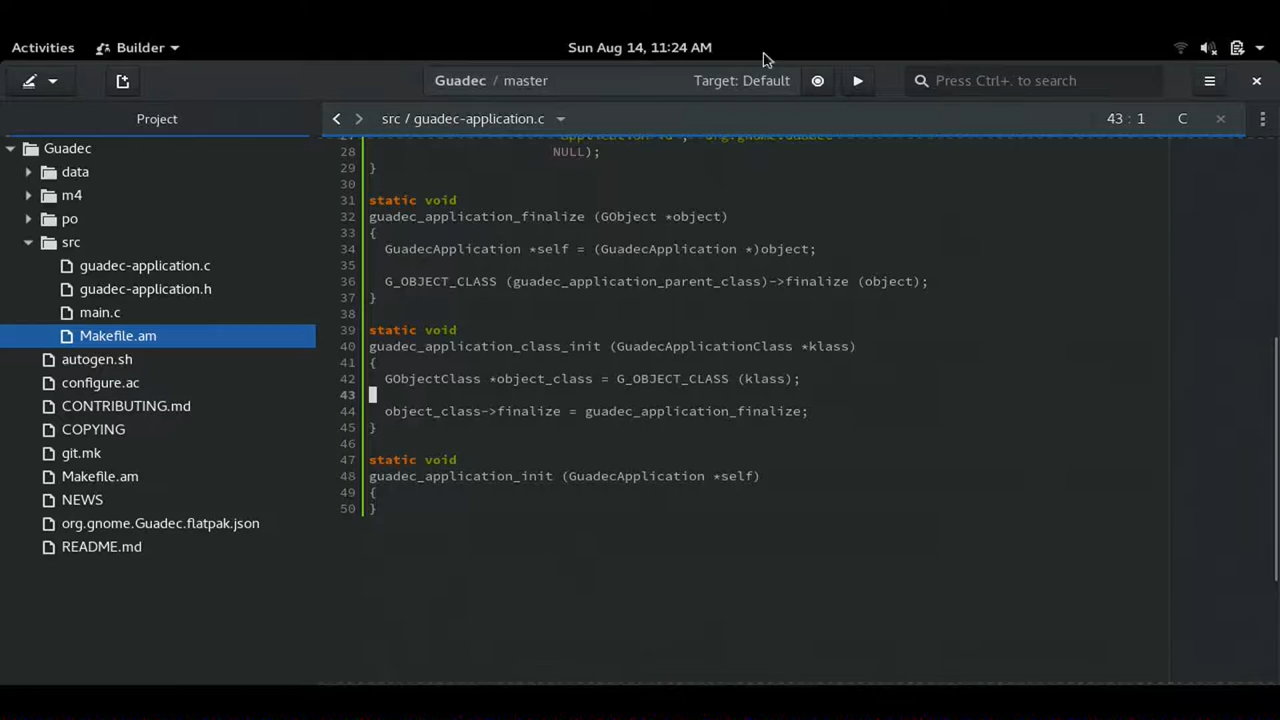 Activities
Builder
Sun Aug 14, 11:24 AM
Guadec / master
Target: Default
Press Ctrl+. to search
Project
src / guadec-application.c
43 : 1
C
Guadec
data
m4
po
src
guadec-application.c
guadec-application.h
main.c
Makefile.am
autogen.sh
configure.ac
CONTRIBUTING.md
COPYING
git.mk
Makefile.am
NEWS
org.gnome.Guadec.flatpak.json
README.md
28 NULL);
29 }
30
31 static void
32 guadec_application_finalize (GObject *object)
33 {
34 GuadecApplication *self = (GuadecApplication *)object;
35
36 G_OBJECT_CLASS (guadec_application_parent_class)->finalize (object);
37 }
38
39 static void
40 guadec_application_class_init (GuadecApplicationClass *klass)
41 {
42 GObjectClass *object_class = G_OBJECT_CLASS (klass);
43
44 object_class->finalize = guadec_application_finalize;
45 }
46
47 static void
48 guadec_application_init (GuadecApplication *self)
49 {
50 }